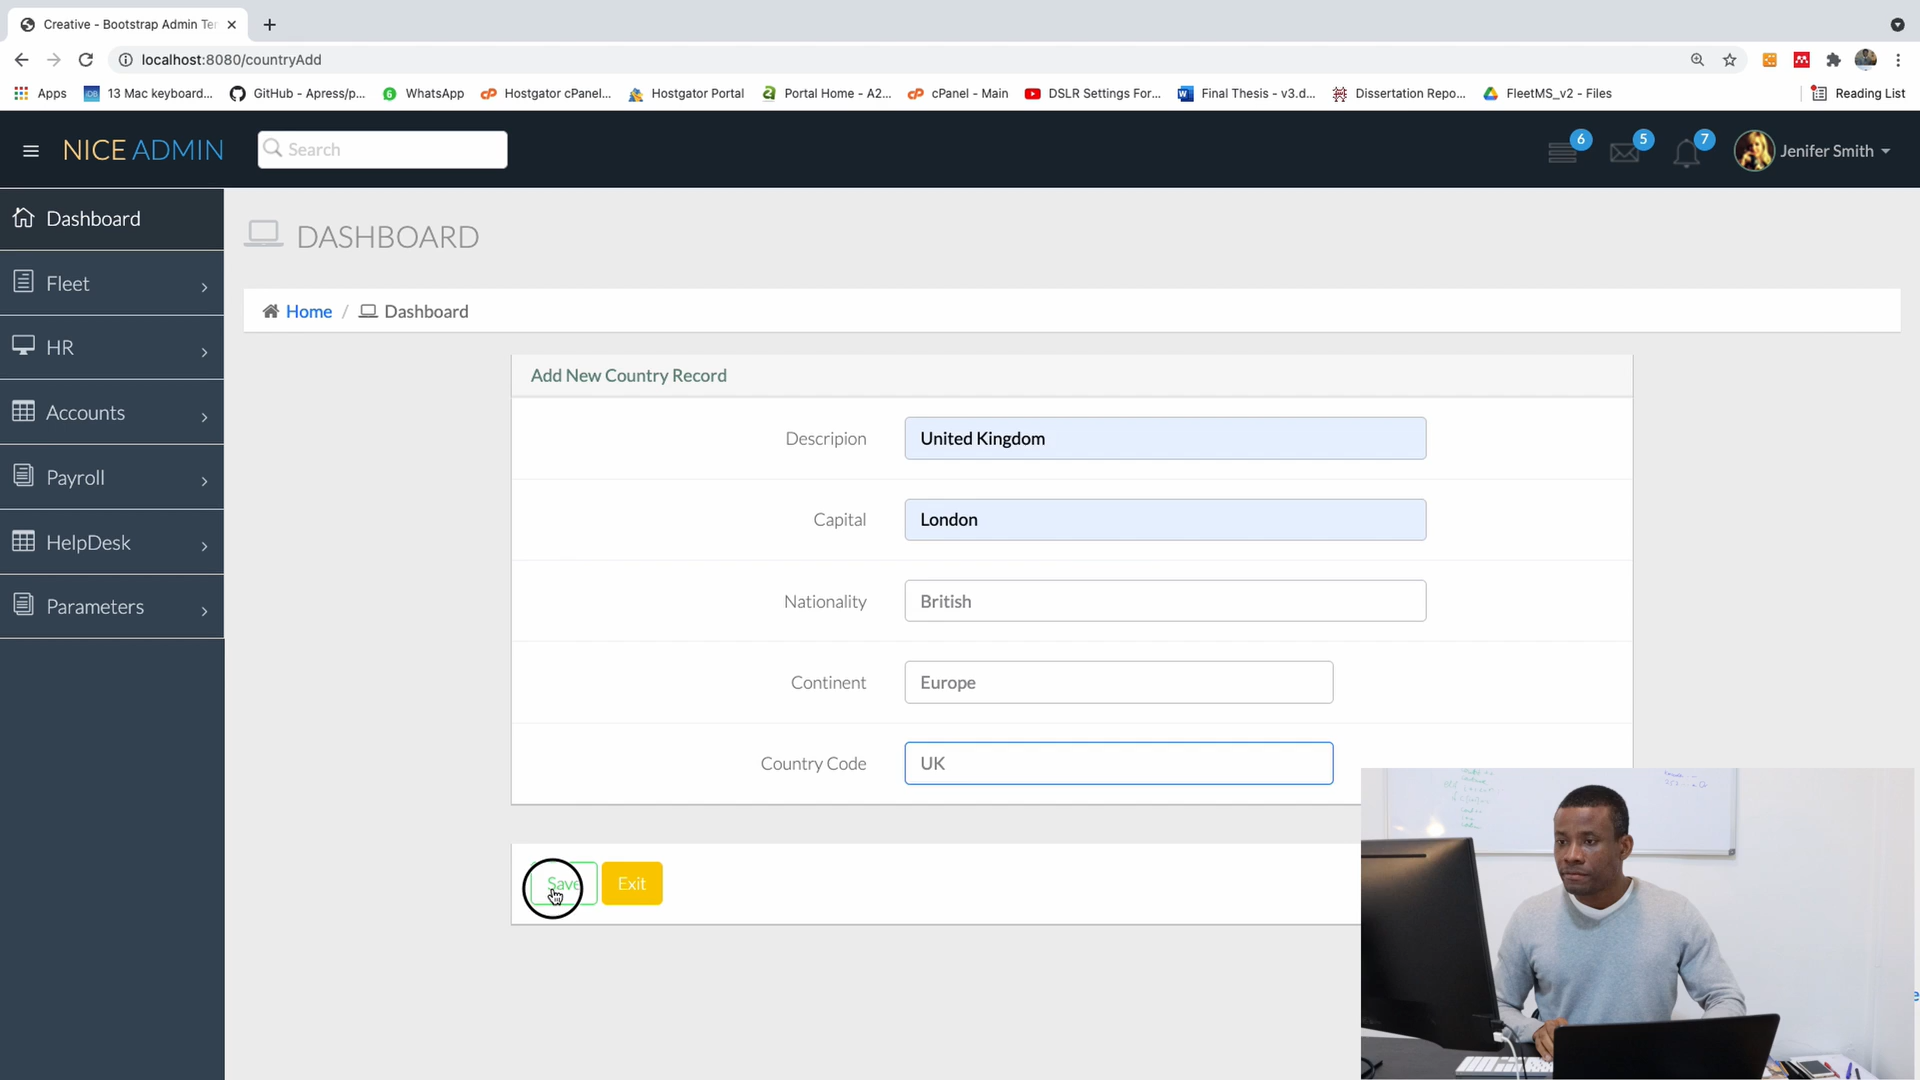 Creative - Bootstrap Admin Te
localhost:8080/countryAdd
Apps 13 Mac keyboard... GitHub - Apress/p... WhatsApp Hostgator cPanel... Hostgator Portal Portal Home - A2... cPanel - Main DSLR Settings For... Final Thesis - v3.d... Dissertation Repo... FleetMS_v2 - Files Reading List
NICE ADMIN Search 6 5 7 Jenifer Smith
Dashboard
Fleet
HR
Accounts
Payroll
HelpDesk
Parameters
DASHBOARD
Home / Dashboard
Add New Country Record
Descripion United Kingdom
Capital London
Nationality British
Continent Europe
Country Code UK
Save Exit